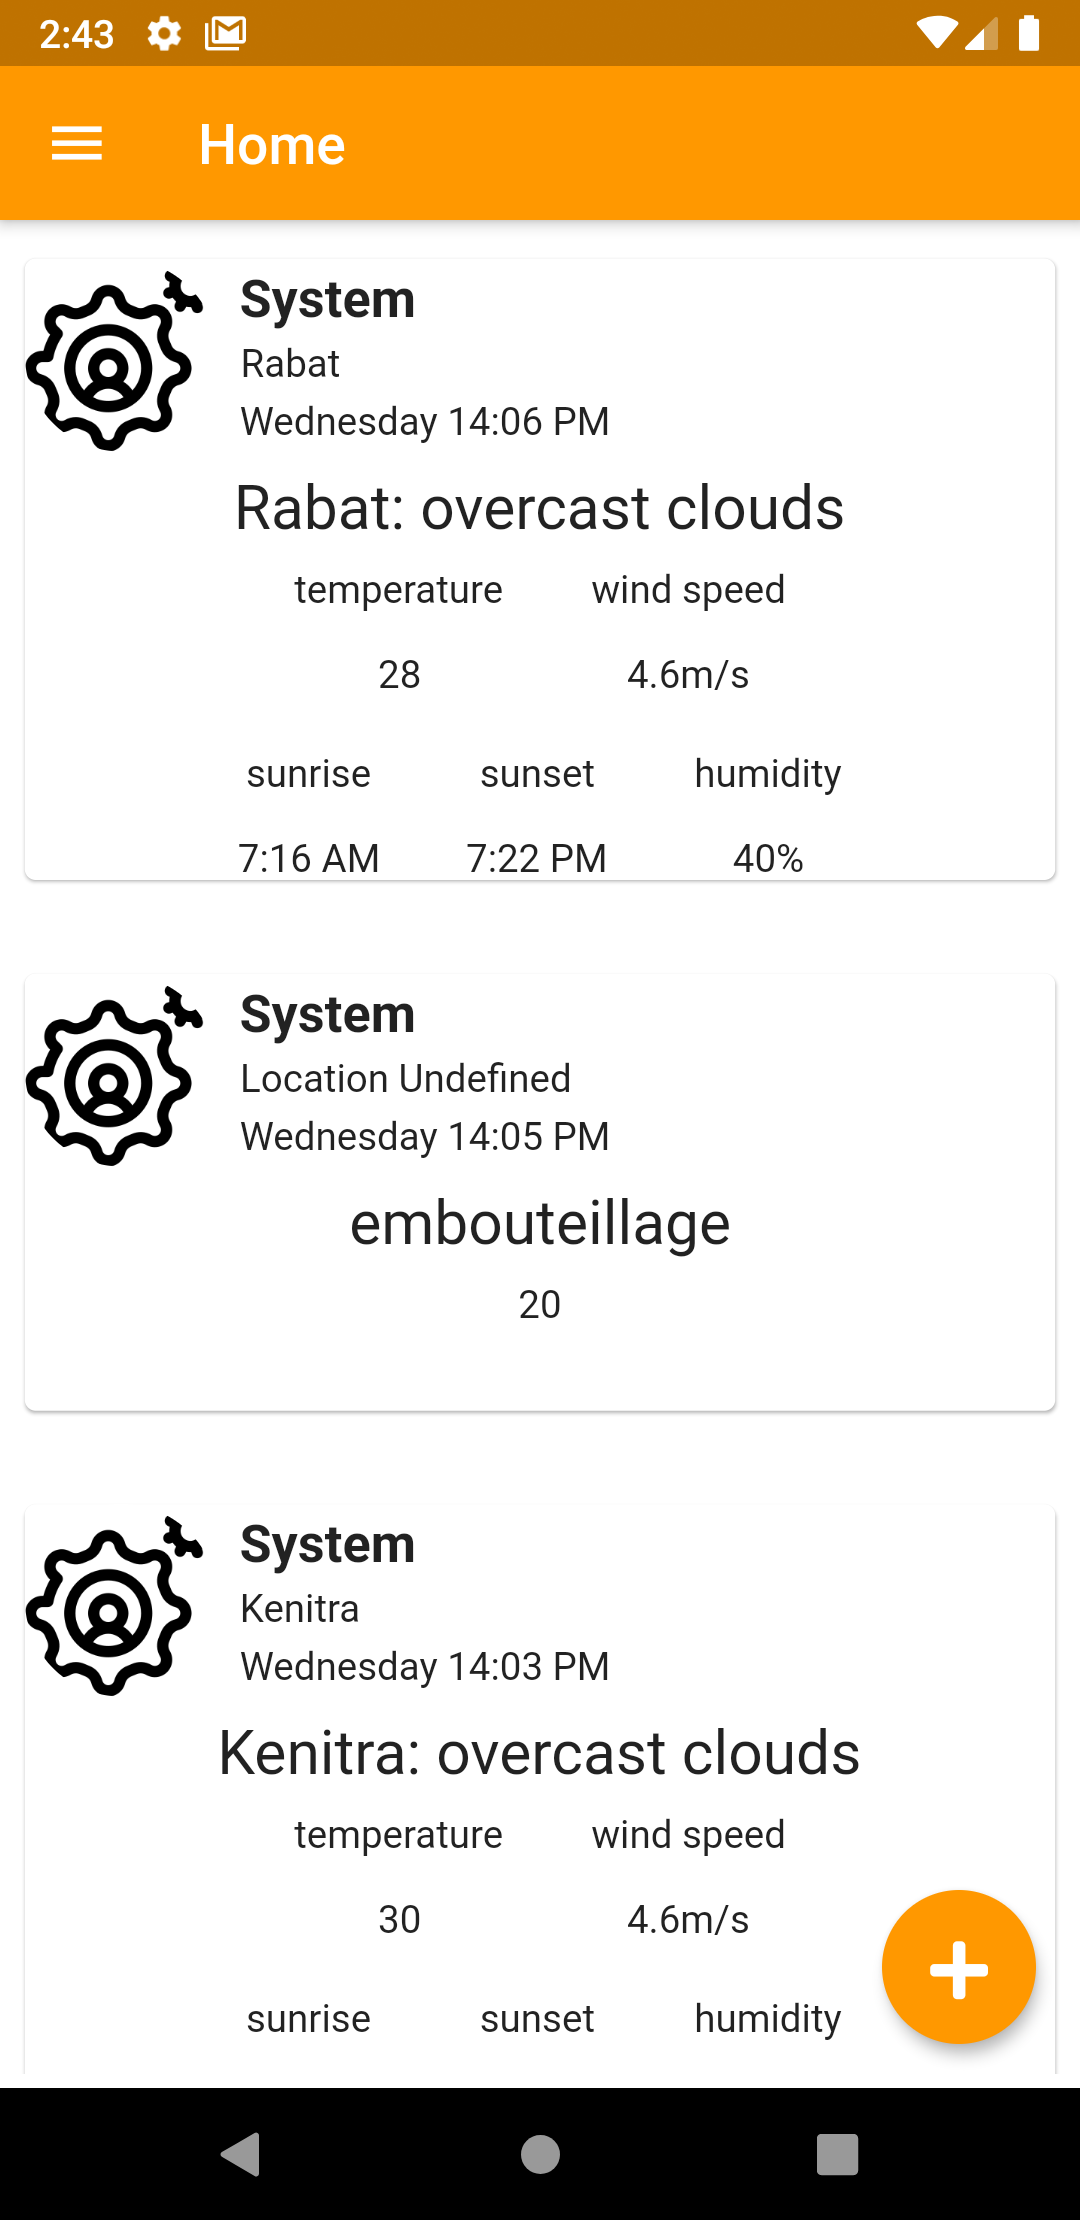 2:43
Home
System
Rabat
Wednesday 14:06 PM
Rabat: overcast clouds
temperature wind speed
28 4.6m/s
sunrise sunset humidity
7:16 AM 7:22 PM 40%
System
Location Undefined
Wednesday 14:05 PM
embouteillage
20
System
Kenitra
Wednesday 14:03 PM
Kenitra: overcast clouds
temperature wind speed
30 4.6m/s
sunrise sunset humidity